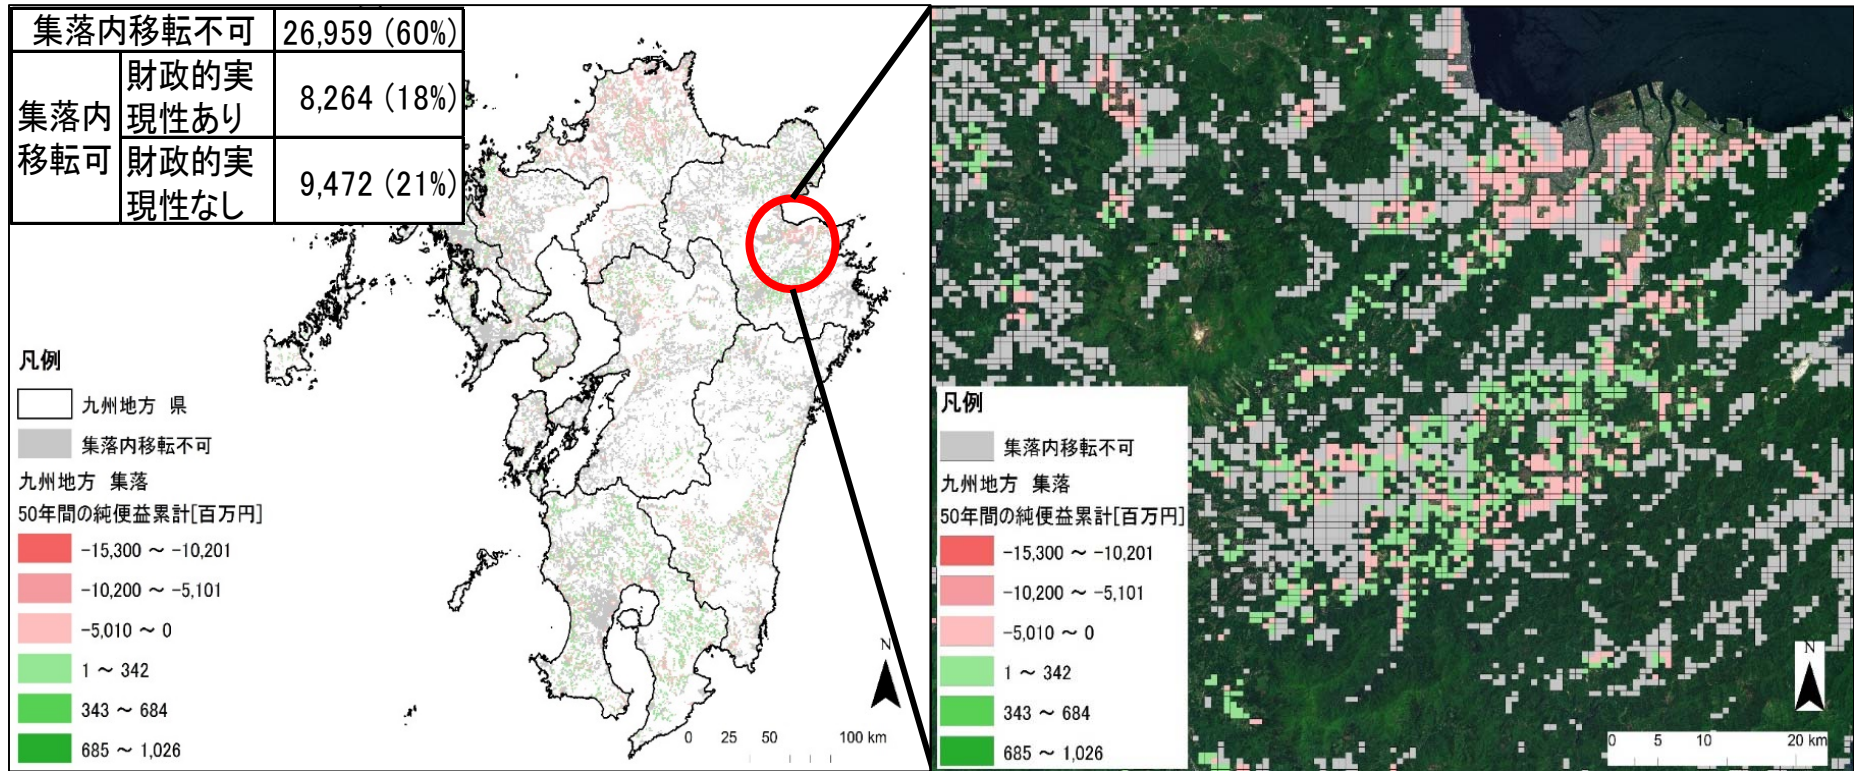 集落内移転不可 26,959 (60%)
集落内移転可 財政的実現性あり 8,264 (18%)
財政的実現性なし 9,472 (21%)
凡例
九州地方 県
集落内移転不可
九州地方 集落
50年間の純便益累計[百万円]
-15,300 ～ -10,201
-10,200 ～ -5,101
-5,010 ～ 0
1 ～ 342
343 ～ 684
685 ～ 1,026
N
0 25 50 100 km
凡例
集落内移転不可
九州地方 集落
50年間の純便益累計[百万円]
-15,300 ～ -10,201
-10,200 ～ -5,101
-5,010 ～ 0
1 ～ 342
343 ～ 684
685 ～ 1,026
N
0 5 10 20 km